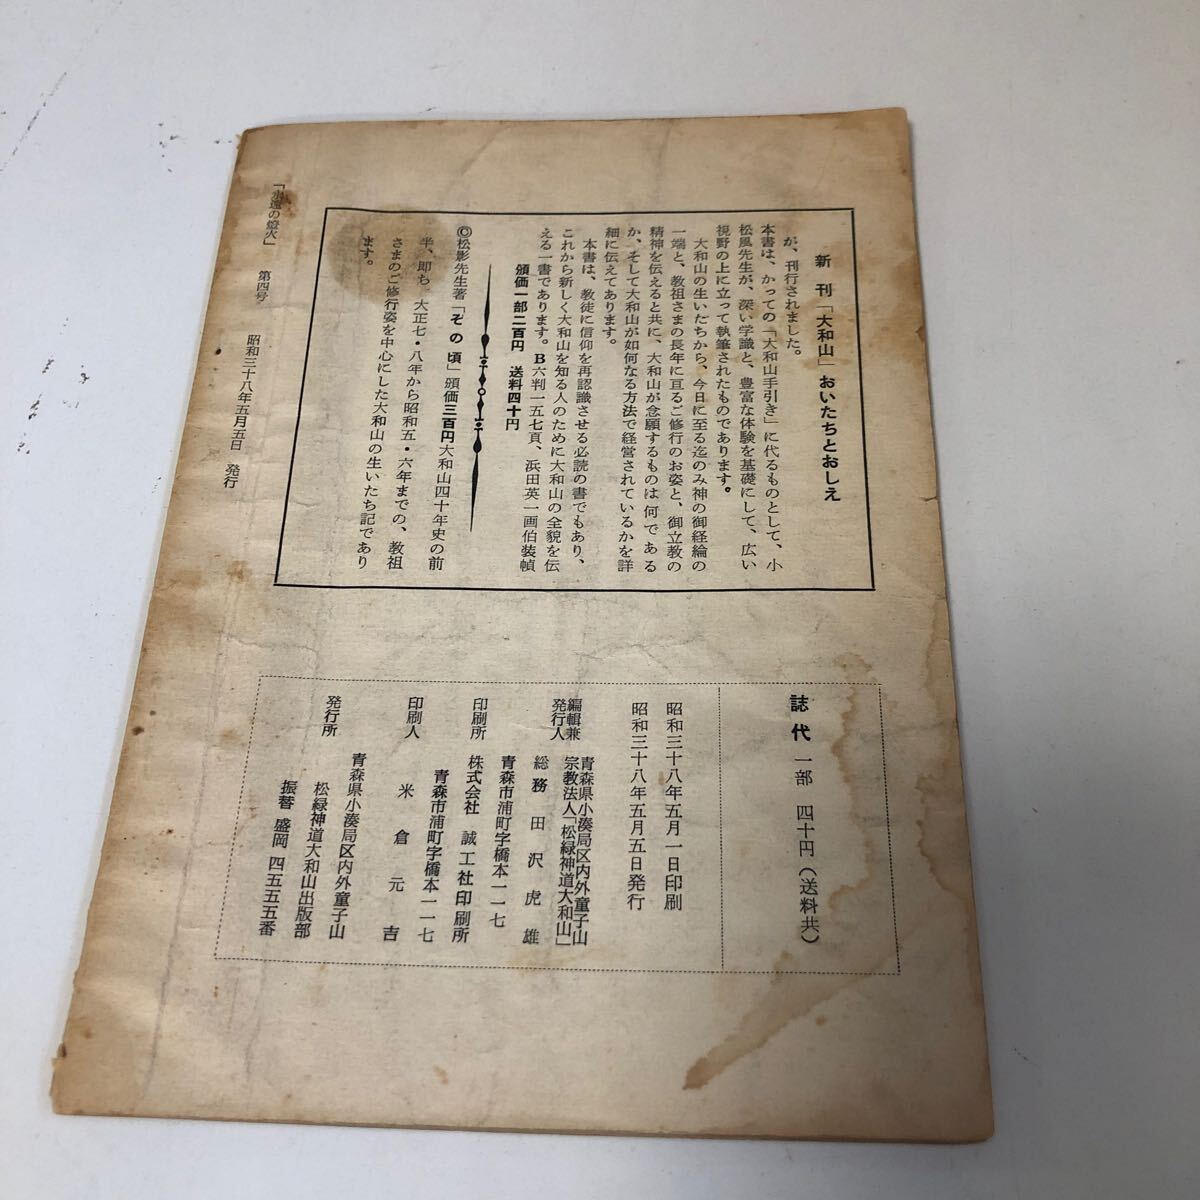 新刊「大和山」おいたちとおしえ
が、刊行されました。
本書は、かっての「大和山手引き」に代るものとして、小
松風先生が、深い学識と、豊富な体験を基礎にして、広い
視野の上に立って執筆されたものであります。
大和山の生いたちから、今日に至る迄のみ神の御経綸の
一端と、教祖さまの長年に亘るご修行のお姿と、御立教の
精神を伝えると共に、大和山が念願するものは何である
か、そして大和山が如何なる方法で経営されているかを詳
細に伝えてあります。
本書は、教徒に信仰を再認識させる必読の書でもあり、
これから新しく大和山を知る人のために大和山の全貌を伝
える一書であります。B六判一五七頁、浜田英一画伯装幀
頒価一部二百円 送料四十円
©松影先生著「その頃」頒価三百円大和山四十年史の前
半、即ち、大正七・八年から昭和五・六年までの、教祖
さまのご修行姿を中心にした大和山の生いたち記であり
ます。
「永遠の燈火」 第四号 昭和三十八年五月五日 発行
誌代 一部 四十円(送料共)
昭和三十八年五月一日印刷
昭和三十八年五月五日発行
編輯兼発行人
青森県小湊局区内外童子山
宗教法人「松緑神道大和山」
総務 田沢虎雄
青森市浦町字橋本一一七
印刷所 株式会社 誠工社印刷所
青森市浦町字橋本一一七
印刷人 米倉元吉
青森県小湊局区内外童子山
発行所 松緑神道大和山出版部
振替 盛岡 四五五五番